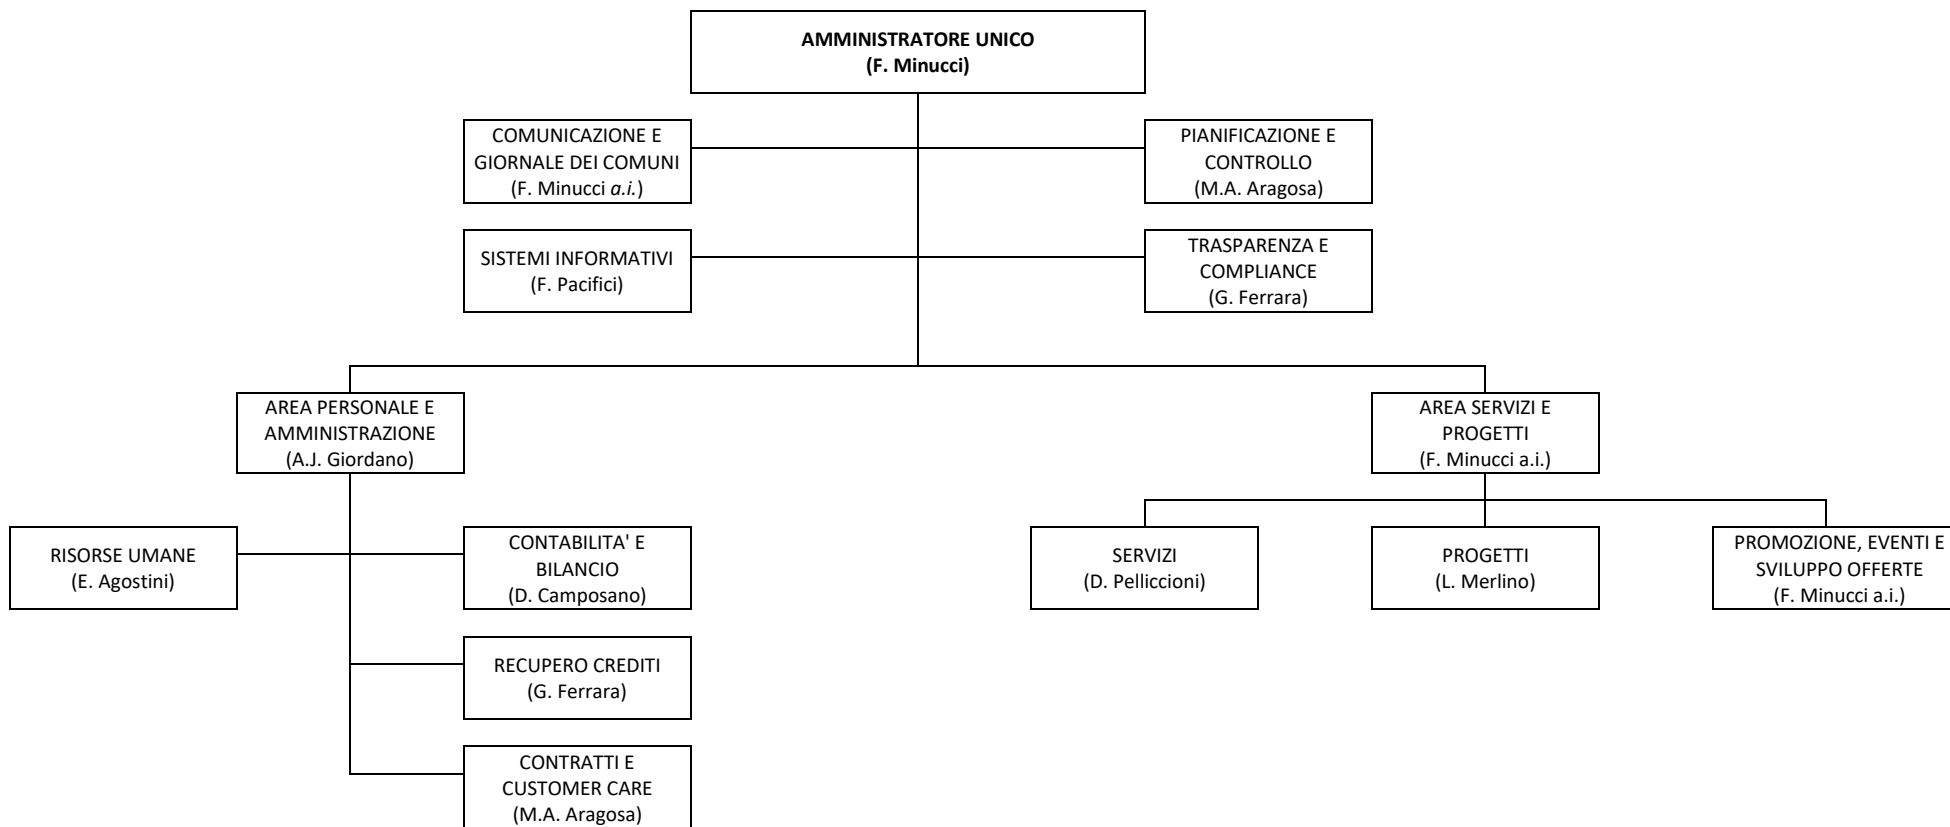 AMMINISTRATORE UNICO
(F. Minucci)
COMUNICAZIONE E
GIORNALE DEI COMUNI
(F. Minucci a.i.)
PIANIFICAZIONE E
CONTROLLO
(M.A. Aragosa)
SISTEMI INFORMATIVI
(F. Pacifici)
TRASPARENZA E
COMPLIANCE
(G. Ferrara)
AREA PERSONALE E
AMMINISTRAZIONE
(A.J. Giordano)
AREA SERVIZI E
PROGETTI
(F. Minucci a.i.)
RISORSE UMANE
(E. Agostini)
CONTABILITA' E
BILANCIO
(D. Camposano)
SERVIZI
(D. Pelliccioni)
PROGETTI
(L. Merlino)
PROMOZIONE, EVENTI E
SVILUPPO OFFERTE
(F. Minucci a.i.)
RECUPERO CREDITI
(G. Ferrara)
CONTRATTI E
CUSTOMER CARE
(M.A. Aragosa)